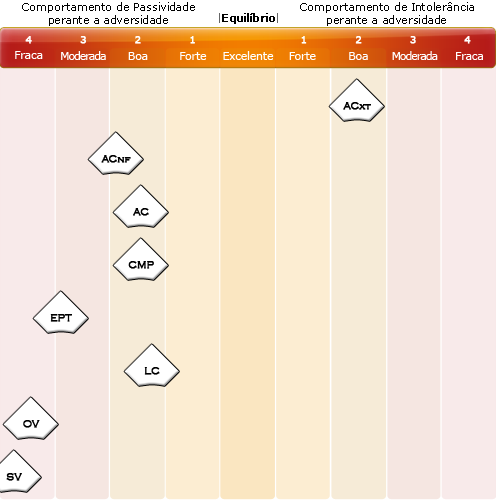 Comportamento de Passividade
perante a adversidade
|Equilíbrio|
Comportamento de Intolerância
perante a adversidade
4 3 2 1 1 2 3 4
Fraca Moderada Boa Forte Excelente Forte Boa Moderada Fraca
ACXT
ACNF
AC
CMP
EPT
LC
OV
SV